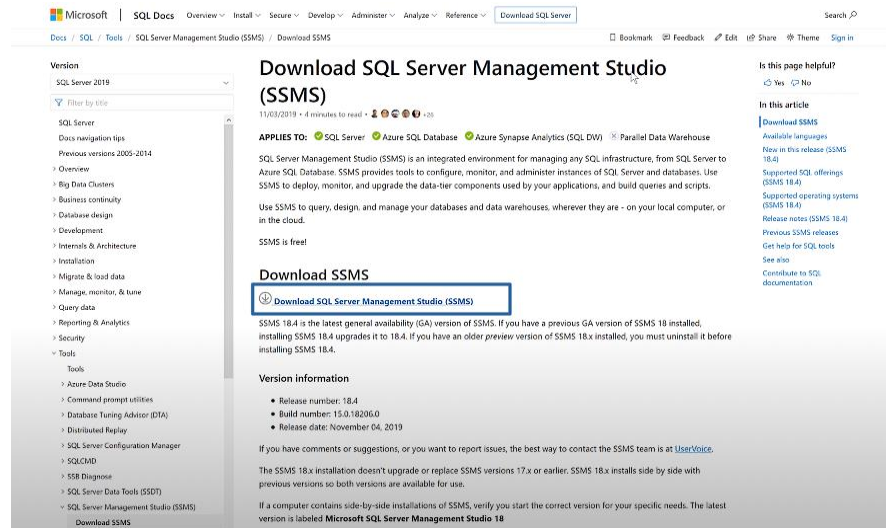 Microsoft SQL Docs Overview Install Secure Develop Administer Analyze Reference Download SQL Server Search
Docs / SQL / Tools / SQL Server Management Studio (SSMS) / Download SSMS Bookmark Feedback Edit Share Theme Sign in
Version
SQL Server 2019
Filter by title
SQL Server
Docs navigation tips
Previous versions 2005-2014
Overview
Big Data Clusters
Business continuity
Database design
Development
Internals & Architecture
Installation
Migrate & load data
Manage, monitor, & tune
Query data
Reporting & Analytics
Security
Tools
Tools
Azure Data Studio
Command prompt utilities
Database Tuning Advisor (DTA)
Distributed Replay
SQL Server Configuration Manager
SQLCMD
SSB Diagnose
SQL Server Data Tools (SSDT)
SQL Server Management Studio (SSMS)
Download SSMS
Download SQL Server Management Studio
(SSMS)
11/03/2019 • 4 minutes to read • +25
APPLIES TO: SQL Server Azure SQL Database Azure Synapse Analytics (SQL DW) Parallel Data Warehouse
SQL Server Management Studio (SSMS) is an integrated environment for managing any SQL infrastructure, from SQL Server to
Azure SQL Database. SSMS provides tools to configure, monitor, and administer instances of SQL Server and databases. Use
SSMS to deploy, monitor, and upgrade the data-tier components used by your applications, and build queries and scripts.
Use SSMS to query, design, and manage your databases and data warehouses, wherever they are - on your local computer, or
in the cloud.
SSMS is free!
Download SSMS
Download SQL Server Management Studio (SSMS)
SSMS 18.4 is the latest general availability (GA) version of SSMS. If you have a previous GA version of SSMS 18 installed,
installing SSMS 18.4 upgrades it to 18.4. If you have an older preview version of SSMS 18.x installed, you must uninstall it before
installing SSMS 18.4.
Version information
• Release number: 18.4
• Build number: 15.0.18206.0
• Release date: November 04, 2019
If you have comments or suggestions, or you want to report issues, the best way to contact the SSMS team is at UserVoice.
The SSMS 18.x installation doesn't upgrade or replace SSMS versions 17.x or earlier. SSMS 18.x installs side by side with
previous versions so both versions are available for use.
If a computer contains side-by-side installations of SSMS, verify you start the correct version for your specific needs. The latest
version is labeled Microsoft SQL Server Management Studio 18
Is this page helpful?
Yes No
In this article
Download SSMS
Available languages
New in this release (SSMS
18.4)
Supported SQL offerings
(SSMS 18.4)
Supported operating systems
(SSMS 18.4)
Release notes (SSMS 18.4)
Previous SSMS releases
Get help for SQL tools
See also
Contribute to SQL
documentation